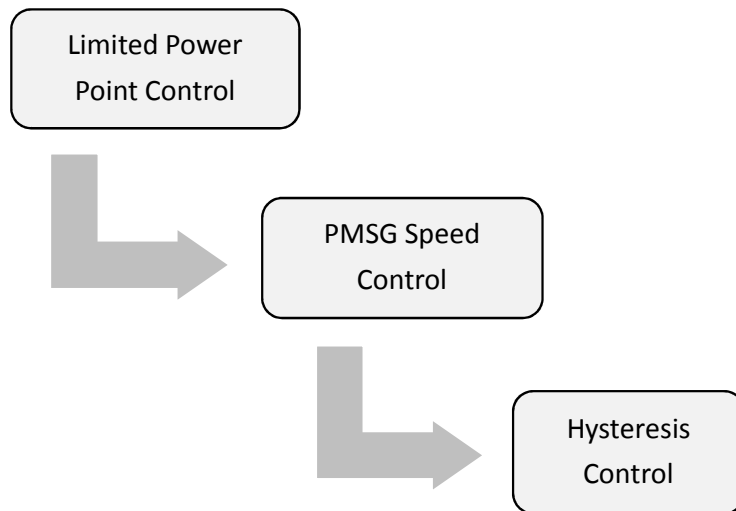 Limited Power
Point Control
PMSG Speed
Control
Hysteresis
Control